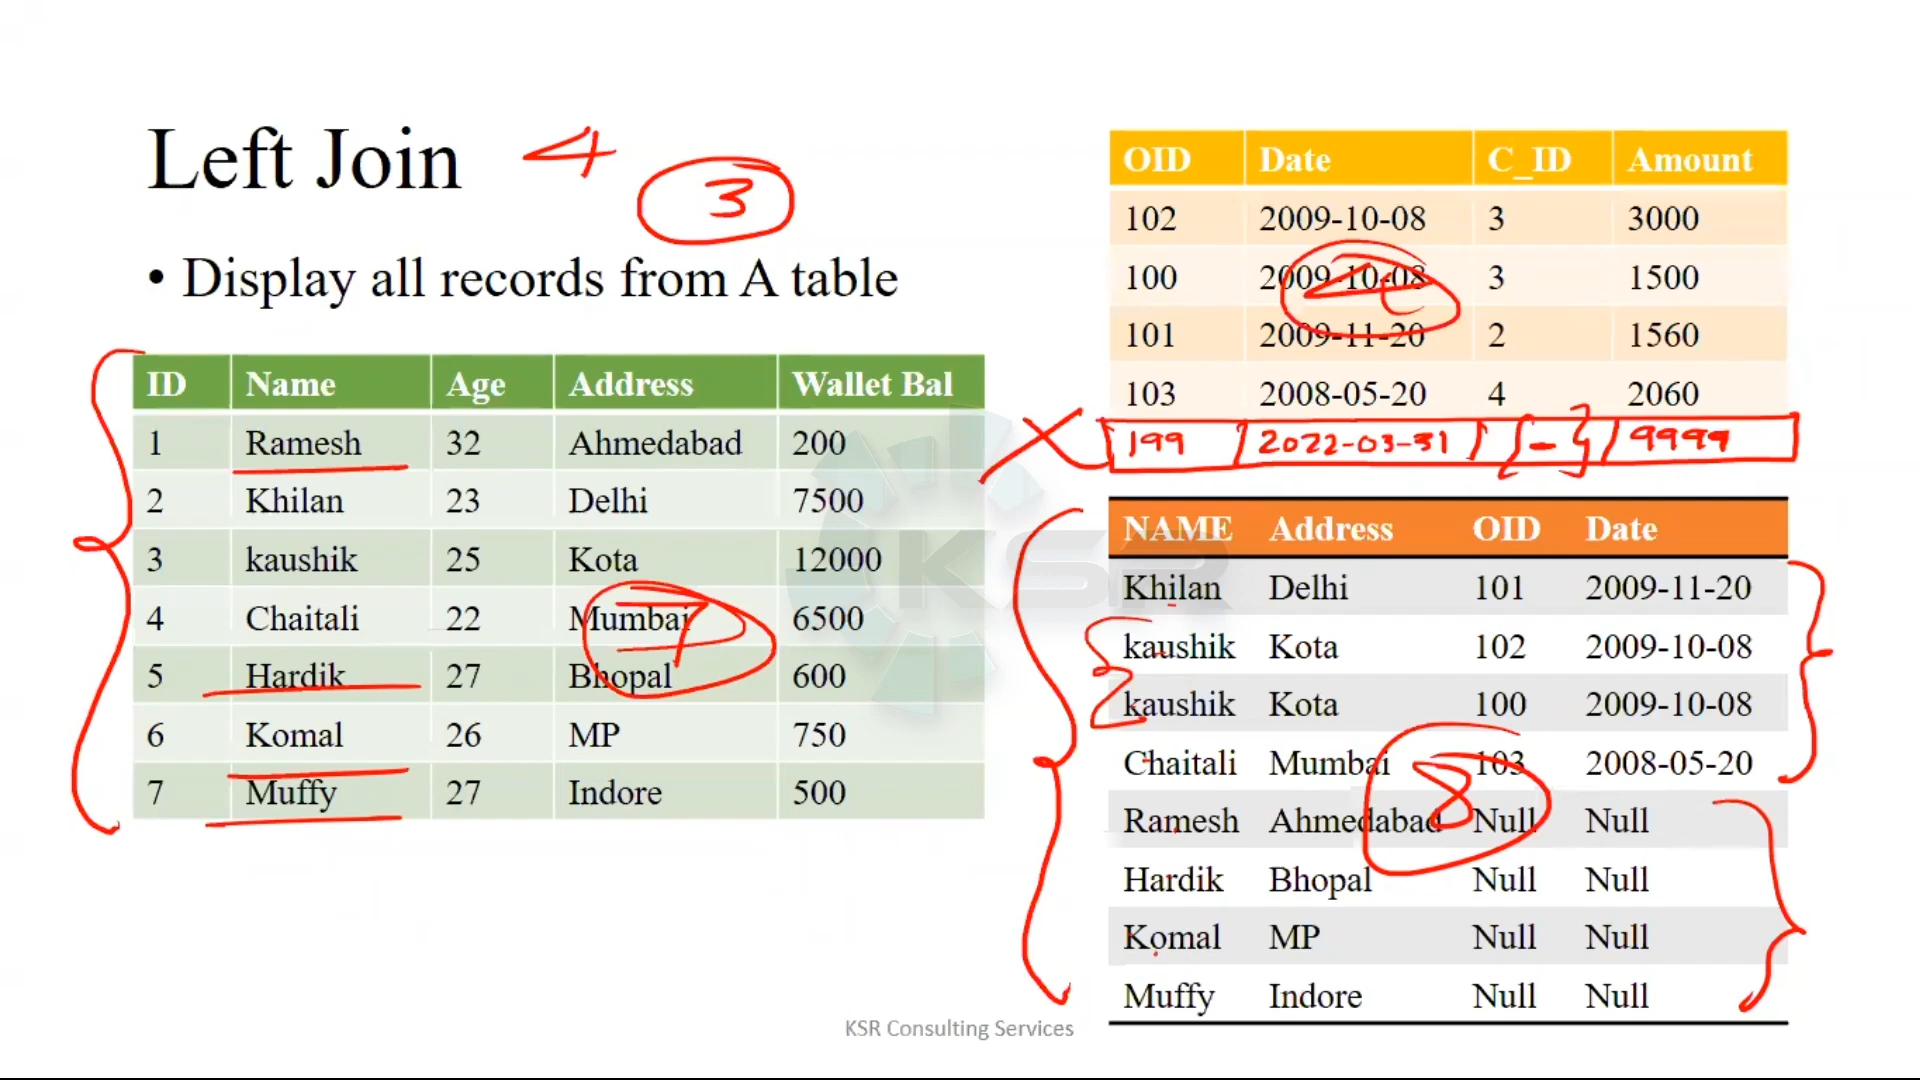 Left Join 4
3
• Display all records from A table
ID Name Age Address Wallet Bal
1 Ramesh 32 Ahmedabad 200
2 Khilan 23 Delhi 7500
3 kaushik 25 Kota 12000
4 Chaitali 22 Mumbai 6500
7
5 Hardik 27 Bhopal 600
6 Komal 26 MP 750
7 Muffy 27 Indore 500
OID Date C_ID Amount
102 2009-10-08 3 3000
100 2009-10-08 3 1500
4
101 2009-11-20 2 1560
103 2008-05-20 4 2060
199 2022-03-31 - 9999
NAME Address OID Date
Khilan Delhi 101 2009-11-20
kaushik Kota 102 2009-10-08
kaushik Kota 100 2009-10-08
Chaitali Mumbai 103 2008-05-20
8
Ramesh Ahmedabad Null Null
Hardik Bhopal Null Null
Komal MP Null Null
Muffy Indore Null Null
KSR
KSR Consulting Services